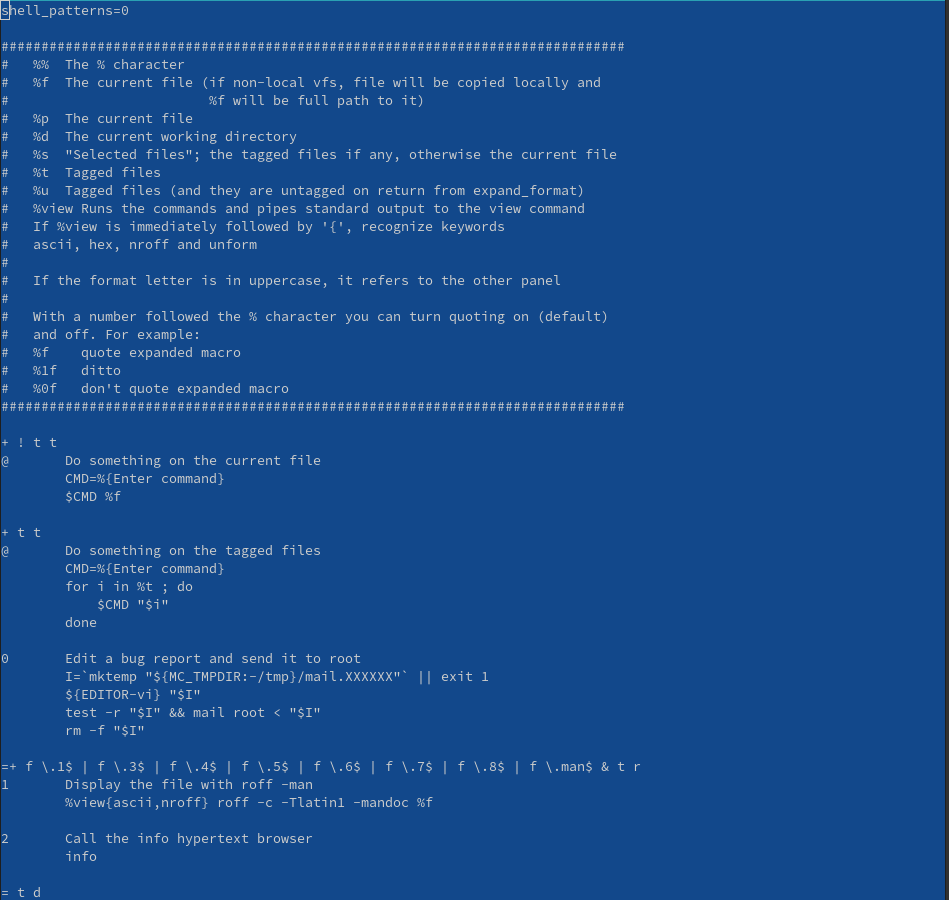 shell_patterns=0

##############################################################################
#   %%  The % character
#   %f  The current file (if non-local vfs, file will be copied locally and
#                         %f will be full path to it)
#   %p  The current file
#   %d  The current working directory
#   %s  "Selected files"; the tagged files if any, otherwise the current file
#   %t  Tagged files
#   %u  Tagged files (and they are untagged on return from expand_format)
#   %view Runs the commands and pipes standard output to the view command
#   If %view is immediately followed by '{', recognize keywords
#   ascii, hex, nroff and unform
#
#   If the format letter is in uppercase, it refers to the other panel
#
#   With a number followed the % character you can turn quoting on (default)
#   and off. For example:
#   %f    quote expanded macro
#   %1f   ditto
#   %0f   don't quote expanded macro
##############################################################################

+ ! t t
@       Do something on the current file
        CMD=%{Enter command}
        $CMD %f

+ t t
@       Do something on the tagged files
        CMD=%{Enter command}
        for i in %t ; do
            $CMD "$i"
        done

0       Edit a bug report and send it to root
        I=`mktemp "${MC_TMPDIR:-/tmp}/mail.XXXXXX"` || exit 1
        ${EDITOR-vi} "$I"
        test -r "$I" && mail root < "$I"
        rm -f "$I"

=+ f \.1$ | f \.3$ | f \.4$ | f \.5$ | f \.6$ | f \.7$ | f \.8$ | f \.man$ & t r
1       Display the file with roff -man
        %view{ascii,nroff} roff -c -Tlatin1 -mandoc %f

2       Call the info hypertext browser
        info

= t d